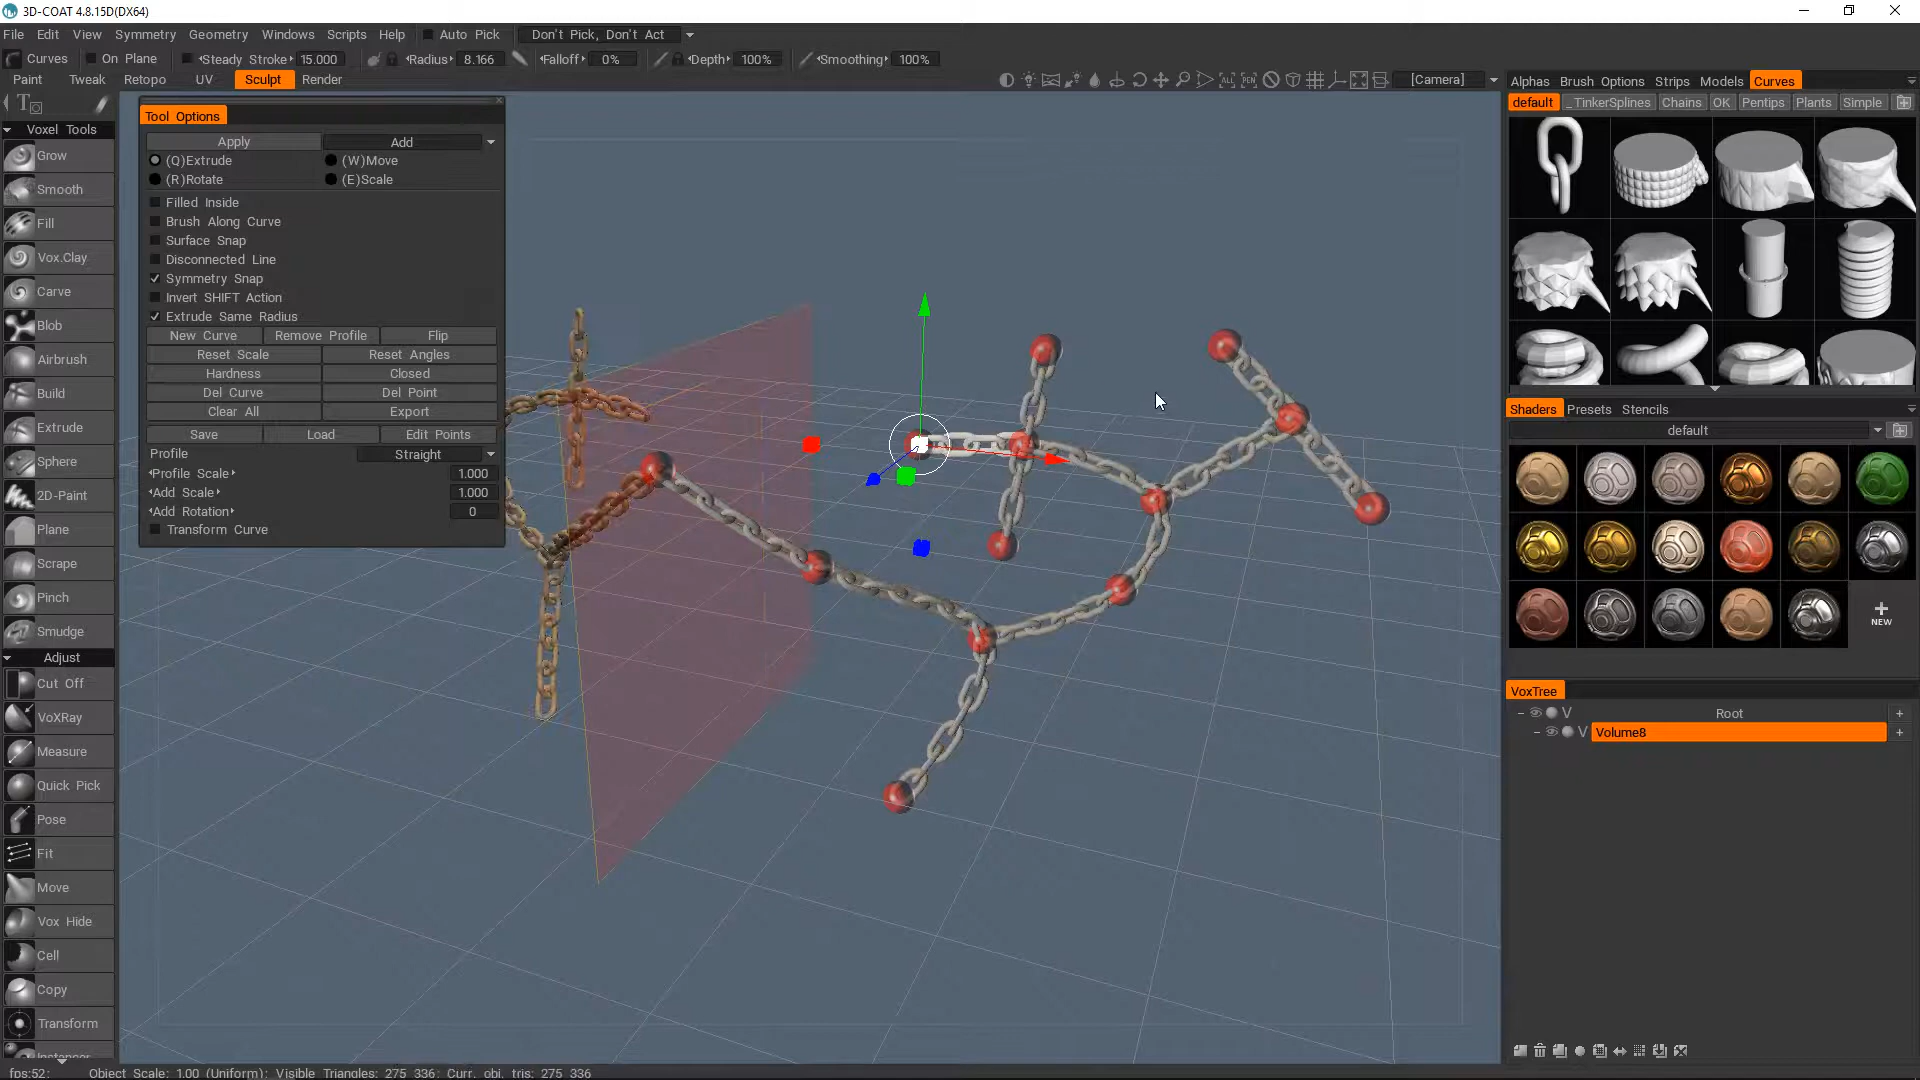 3D-COAT 4.8.15D(DX64)
File Edit View Symmetry Geometry Windows Scripts Help Auto Pick Don't Pick, Don't Act
Curves On Plane Steady Stroke 15.000 Radius 8.166 Falloff 0% Depth 100% Smoothing 100%
Paint Tweak Retopo UV Sculpt Render [Camera]
Voxel Tools
Grow
Smooth
Fill
Vox.Clay
Carve
Blob
Airbrush
Build
Extrude
Sphere
2D-Paint
Plane
Scrape
Pinch
Smudge
Adjust
Cut Off
VoXRay
Measure
Quick Pick
Pose
Fit
Move
Vox Hide
Cell
Copy
Transform
Tool Options
Apply Add
(Q)Extrude (W)Move
(R)Rotate (E)Scale
Filled Inside
Brush Along Curve
Surface Snap
Disconnected Line
Symmetry Snap
Invert SHIFT Action
Extrude Same Radius
New Curve Remove Profile Flip
Reset Scale Reset Angles
Hardness Closed
Del Curve Del Point
Clear All Export
Save Load Edit Points
Profile Straight
Profile Scale 1.000
Add Scale 1.000
Add Rotation 0
Transform Curve
Alphas Brush Options Strips Models Curves
default _TinkerSplines Chains OK Pentips Plants Simple
Shaders Presets Stencils
default
NEW
VoxTree
V Root +
V Volume8 +
fps:52: Object Scale: 1.00 (Uniform); Visible Triangles: 275 336; Curr. obj. tris: 275 336